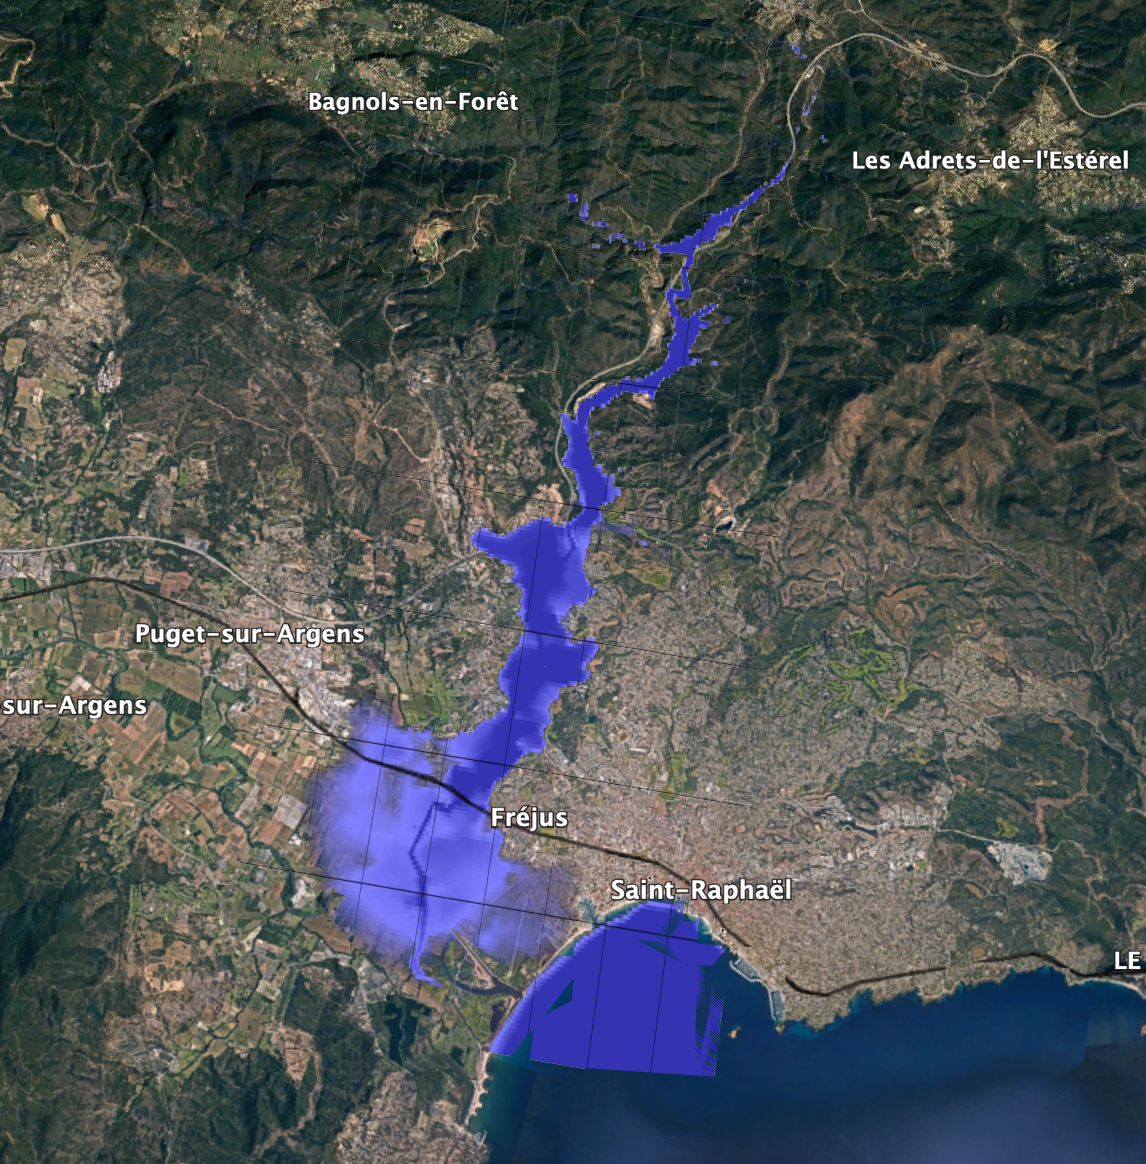 Bagnols-en-Forêt
Les Adrets-de-l'Estérel
Puget-sur-Argens
sur-Argens
Fréjus
Saint-Raphaël
LE